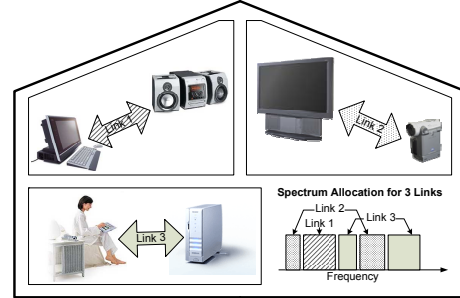 Link 1
Link 2
Link 3
Spectrum Allocation for 3 Links
Link 2
Link 3
Link 1
Frequency